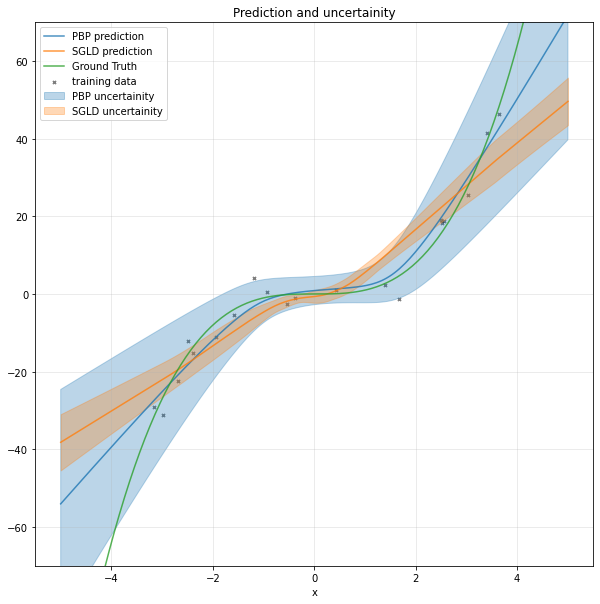 Prediction and uncertainity
PBP prediction
SGLD prediction
Ground Truth
training data
PBP uncertainity
SGLD uncertainity
60
40
20
0
−20
−40
−60
−4
−2
0
2
4
x